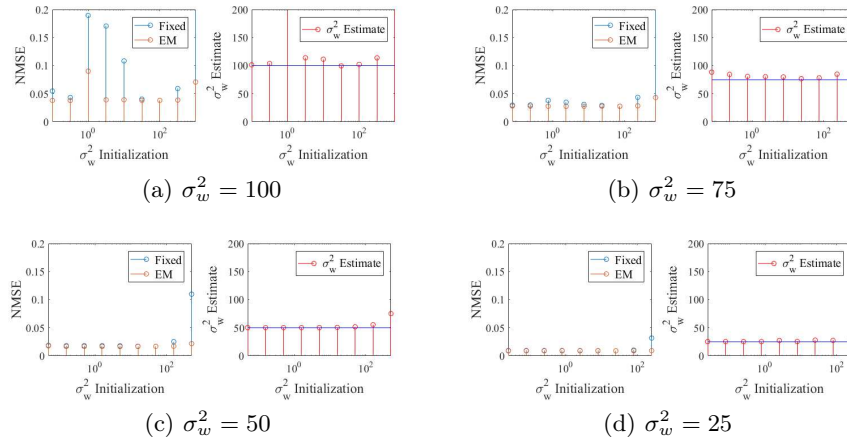 0.2
0.15
0.1
0.05
0
NMSE
Fixed
EM
10^0
10^2
σ_w^2 Initialization
200
150
100
50
0
σ_w^2 Estimate
σ_w^2 Estimate
10^0
10^2
σ_w^2 Initialization
(a) σ_w^2 = 100
0.2
0.15
0.1
0.05
0
NMSE
Fixed
EM
10^0
10^2
σ_w^2 Initialization
200
150
100
50
0
σ_w^2 Estimate
σ_w^2 Estimate
10^0
10^2
σ_w^2 Initialization
(b) σ_w^2 = 75
0.2
0.15
0.1
0.05
0
NMSE
Fixed
EM
10^0
10^2
σ_w^2 Initialization
200
150
100
50
0
σ_w^2 Estimate
σ_w^2 Estimate
10^0
10^2
σ_w^2 Initialization
(c) σ_w^2 = 50
0.2
0.15
0.1
0.05
0
NMSE
Fixed
EM
10^0
10^2
σ_w^2 Initialization
200
150
100
50
0
σ_w^2 Estimate
σ_w^2 Estimate
10^0
10^2
σ_w^2 Initialization
(d) σ_w^2 = 25